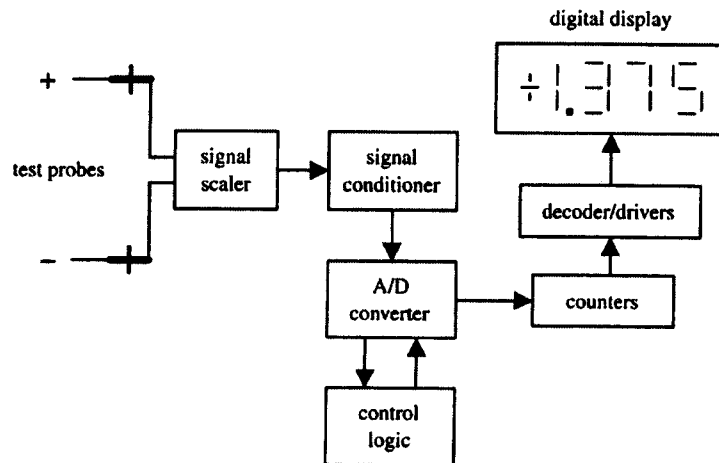 digital display
÷1.375
+
test probes
−
signal
scaler
signal
conditioner
decoder/drivers
A/D
converter
counters
control
logic